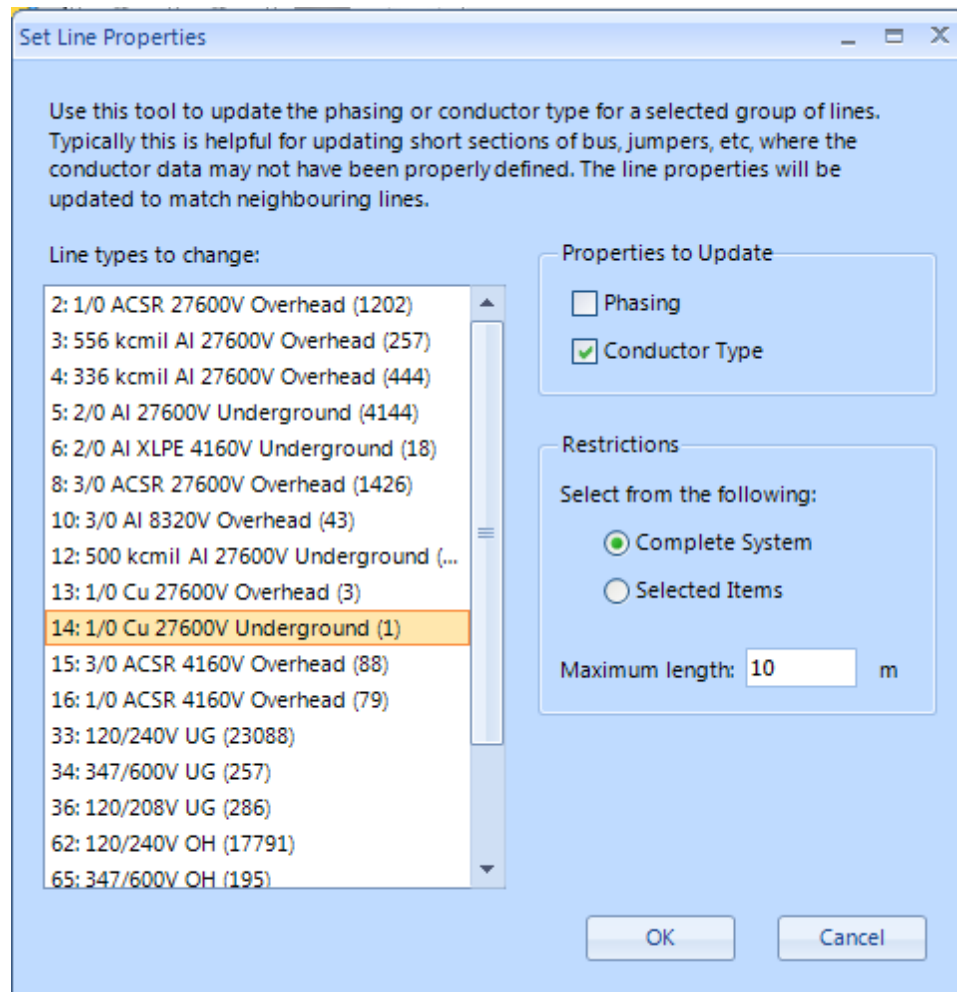 Set Line Properties
Use this tool to update the phasing or conductor type for a selected group of lines.
Typically this is helpful for updating short sections of bus, jumpers, etc, where the
conductor data may not have been properly defined. The line properties will be
updated to match neighbouring lines.
Line types to change:
2: 1/0 ACSR 27600V Overhead (1202)
3: 556 kcmil Al 27600V Overhead (257)
4: 336 kcmil Al 27600V Overhead (444)
5: 2/0 Al 27600V Underground (4144)
6: 2/0 Al XLPE 4160V Underground (18)
8: 3/0 ACSR 27600V Overhead (1426)
10: 3/0 Al 8320V Overhead (43)
12: 500 kcmil Al 27600V Underground (...
13: 1/0 Cu 27600V Overhead (3)
14: 1/0 Cu 27600V Underground (1)
15: 3/0 ACSR 4160V Overhead (88)
16: 1/0 ACSR 4160V Overhead (79)
33: 120/240V UG (23088)
34: 347/600V UG (257)
36: 120/208V UG (286)
62: 120/240V OH (17791)
65: 347/600V OH (195)
Properties to Update
Phasing
Conductor Type
Restrictions
Select from the following:
Complete System
Selected Items
Maximum length: 10 m
OK Cancel